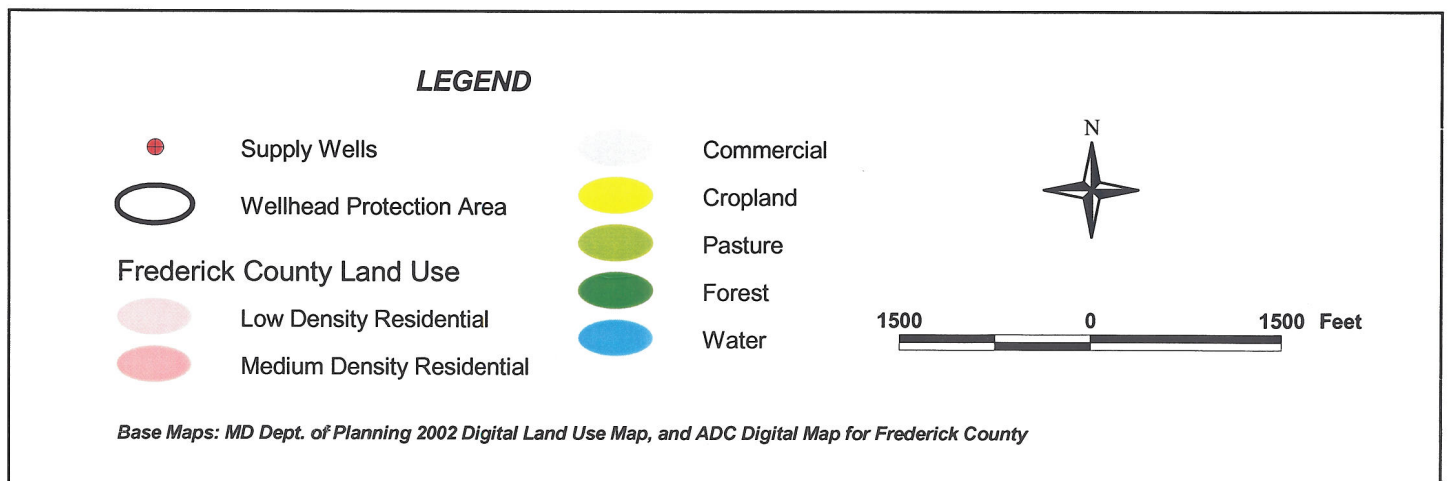 LEGEND
Supply Wells
Wellhead Protection Area
Frederick County Land Use
Low Density Residential
Medium Density Residential
Commercial
Cropland
Pasture
Forest
Water
N
1500 0 1500 Feet
Base Maps: MD Dept. of Planning 2002 Digital Land Use Map, and ADC Digital Map for Frederick County